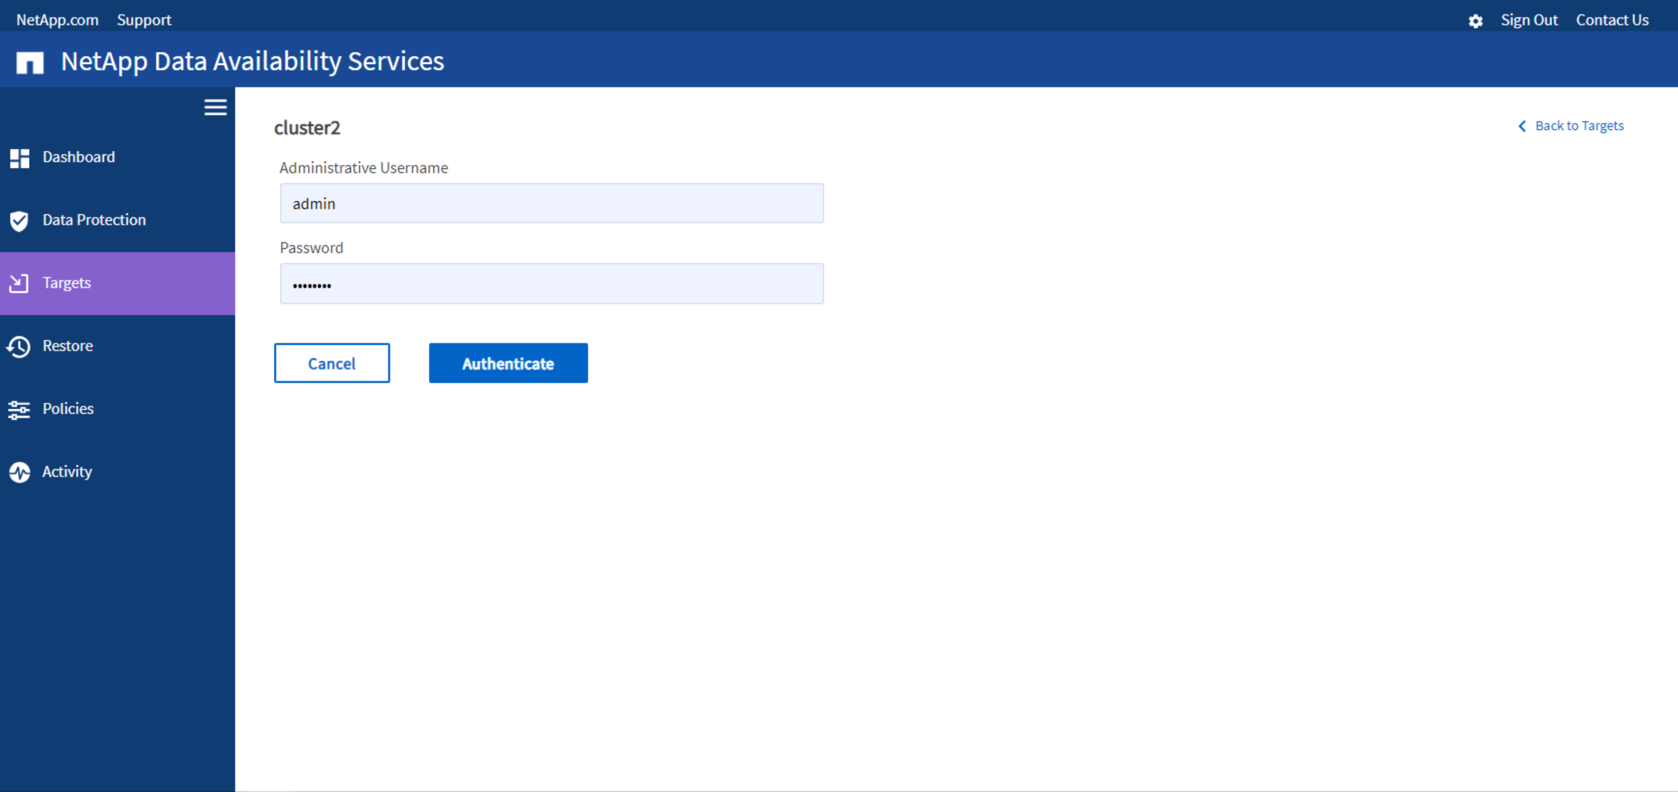 NetApp.com Support Sign Out Contact Us
NetApp Data Availability Services
Dashboard
Data Protection
Targets
Restore
Policies
Activity
cluster2
Back to Targets
Administrative Username
admin
Password
••••••••
Cancel Authenticate